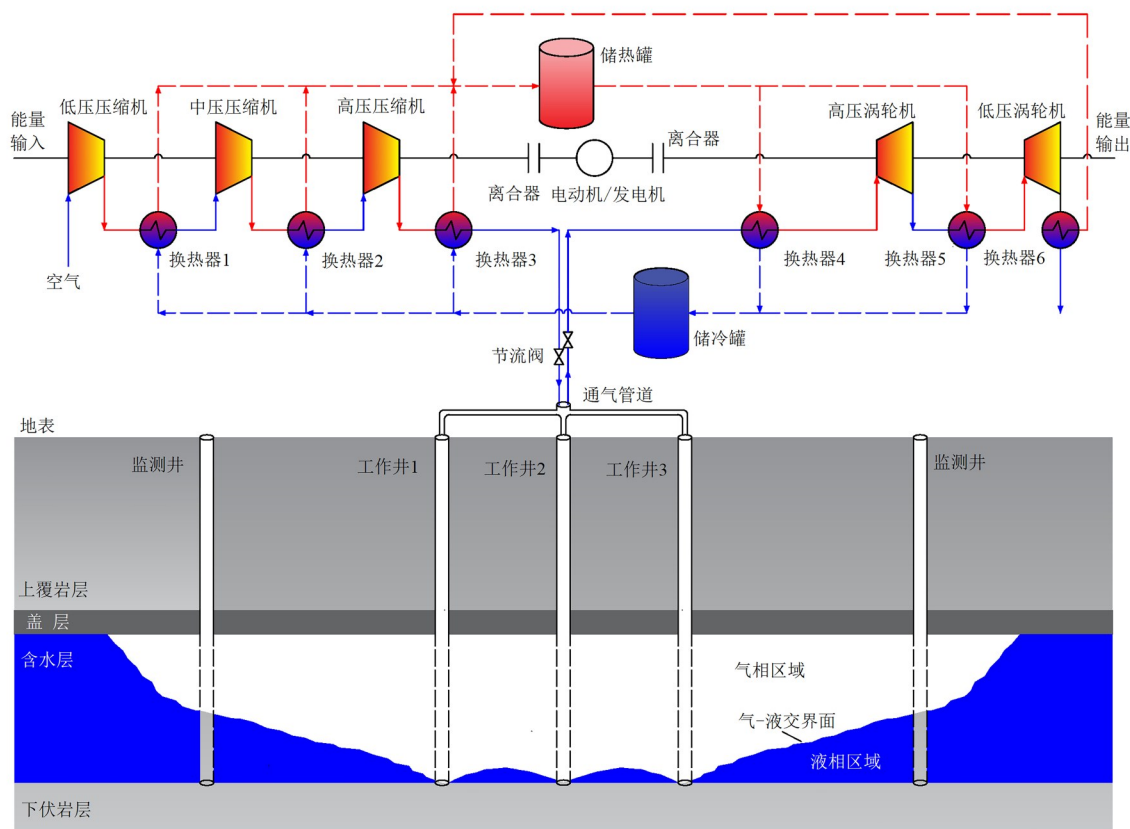 储热罐
低压压缩机
中压压缩机
高压压缩机
高压涡轮机
低压涡轮机
能量
输入
能量
输出
离合器
离合器
电动机/发电机
换热器1
换热器2
换热器3
换热器4
换热器5
换热器6
空气
储冷罐
节流阀
通气管道
地表
监测井
工作井1
工作井2
工作井3
监测井
上覆岩层
盖 层
含水层
气相区域
气-液交界面
液相区域
下伏岩层